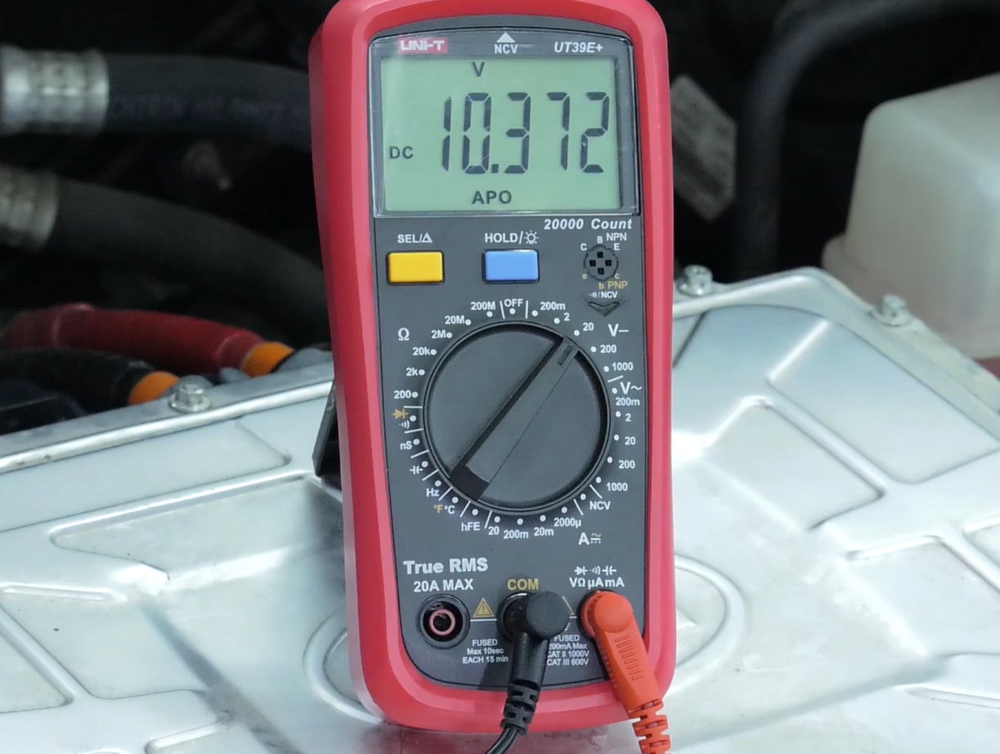 UNI-T
NCV
UT39E+
V
DC
10.372
APO
20000 Count
SEL/Δ
HOLD/☼
B NPN
C E
e c
b PNP
/NCV
200M OFF 200m
20M 2
2M 20 V⎓
Ω
20k 200
2k 1000
200 V~
200m
2
nS 20
200
Hz 1000
°F°C NCV
hFE 20 200m 20m 2000μ
A
True RMS
20A MAX
COM
VΩμAmA
FUSED
Max 10sec
EACH 15 min
FUSED
200mA Max
CAT II 1000V
CAT III 600V